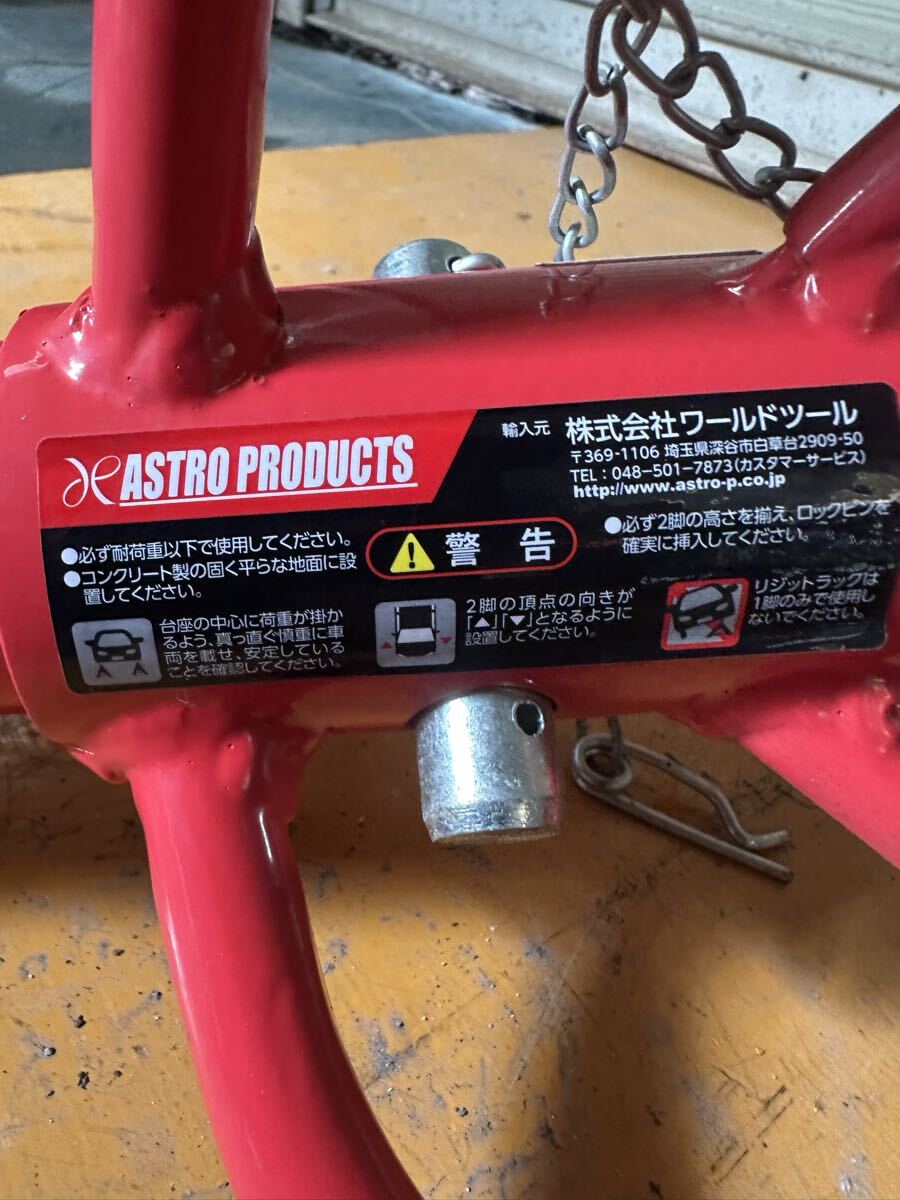 ASTRO PRODUCTS
輸入元 株式会社ワールドツール
〒369-1106 埼玉県深谷市白草台2909-50
TEL : 048-501-7873(カスタマーサービス)
http://www.astro-p.co.jp
●必ず耐荷重以下で使用してください。
●コンクリート製の固く平らな地面に設
置してください。
警告
●必ず2脚の高さを揃え、ロックピンを
確実に挿入してください。
台座の中心に荷重が掛か
るよう、真っ直ぐ慎重に車
両を載せ、安定している
ことを確認してください。
2脚の頂点の向きが
「▲」「▼」となるように
設置してください。
リジットラックは
1脚のみで使用し
ないでください。